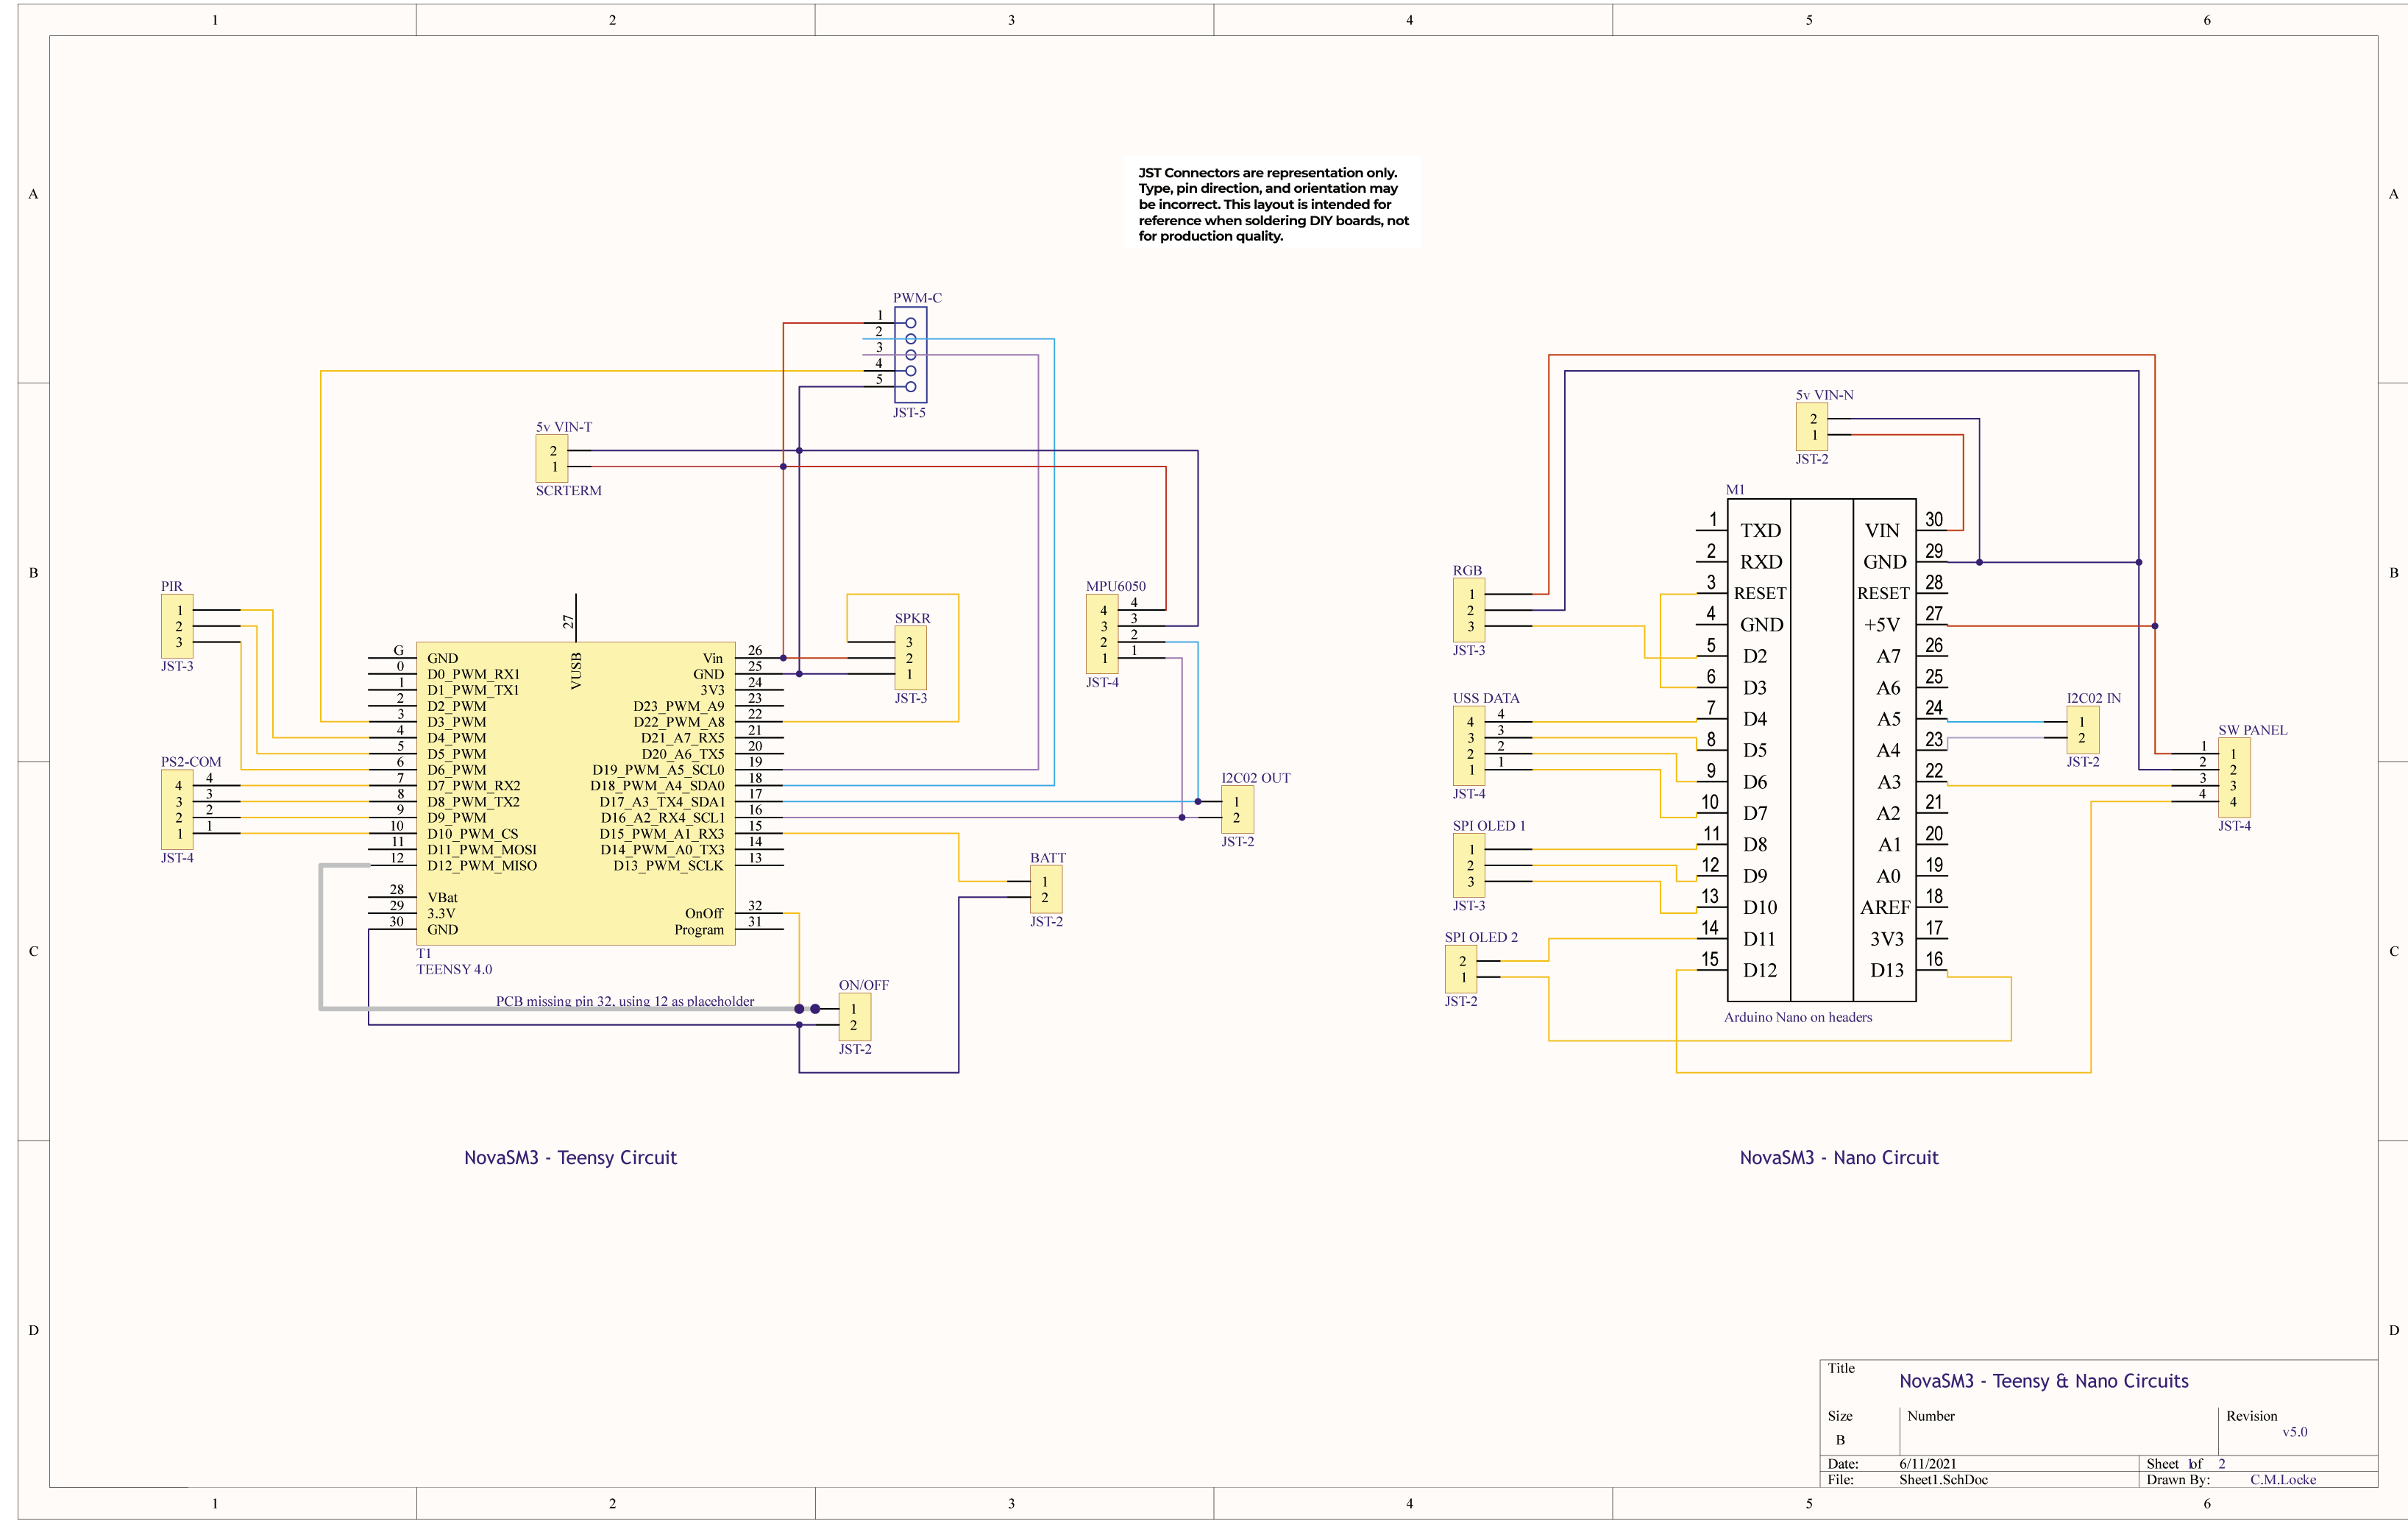 1 2 3 4 5 6
A A
JST Connectors are representation only.
Type, pin direction, and orientation may
be incorrect. This layout is intended for
reference when soldering DIY boards, not
for production quality.
B B
C C
D D
PWM-C
1
2
3
4
5
JST-5
5v VIN-T
2
1
SCRTERM
PIR
1
2
3
JST-3
PS2-COM
4 4
3 3
2 2
1 1
JST-4
27
VUSB
G GND
0 D0_PWM_RX1
1 D1_PWM_TX1
2 D2_PWM
3 D3_PWM
4 D4_PWM
5 D5_PWM
6 D6_PWM
7 D7_PWM_RX2
8 D8_PWM_TX2
9 D9_PWM
10 D10_PWM_CS
11 D11_PWM_MOSI
12 D12_PWM_MISO
28 VBat
29 3.3V
30 GND
Vin 26
GND 25
3V3 24
D23_PWM_A9 23
D22_PWM_A8 22
D21_A7_RX5 21
D20_A6_TX5 20
D19_PWM_A5_SCL0 19
D18_PWM_A4_SDA0 18
D17_A3_TX4_SDA1 17
D16_A2_RX4_SCL1 16
D15_PWM_A1_RX3 15
D14_PWM_A0_TX3 14
D13_PWM_SCLK 13
OnOff 32
Program 31
T1
TEENSY 4.0
PCB missing pin 32, using 12 as placeholder
SPKR
3
2
1
JST-3
MPU6050
4 4
3 3
2 2
1 1
JST-4
I2C02 OUT
1
2
JST-2
BATT
1
2
JST-2
ON/OFF
1
2
JST-2
NovaSM3 - Teensy Circuit
5v VIN-N
2
1
JST-2
M1
1 TXD VIN 30
2 RXD GND 29
3 RESET RESET 28
4 GND +5V 27
5 D2 A7 26
6 D3 A6 25
7 D4 A5 24
8 D5 A4 23
9 D6 A3 22
10 D7 A2 21
11 D8 A1 20
12 D9 A0 19
13 D10 AREF 18
14 D11 3V3 17
15 D12 D13 16
Arduino Nano on headers
RGB
1
2
3
JST-3
USS DATA
4 4
3 3
2 2
1 1
JST-4
SPI OLED 1
1
2
3
JST-3
SPI OLED 2
2
1
JST-2
I2C02 IN
1
2
JST-2
SW PANEL
1 1
2 2
3 3
4 4
JST-4
NovaSM3 - Nano Circuit
Title
NovaSM3 - Teensy & Nano Circuits
Size Number Revision
B v5.0
Date: 6/11/2021 Sheet 1of 2
File: Sheet1.SchDoc Drawn By: C.M.Locke
1 2 3 4 5 6